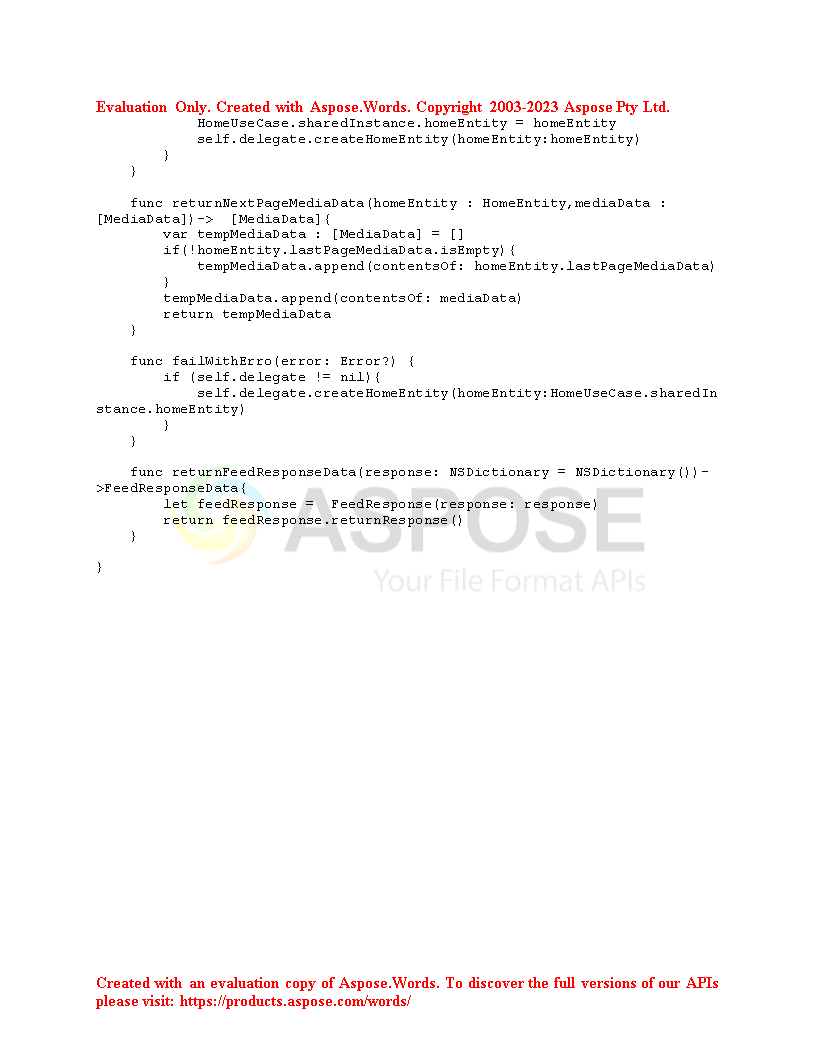 Evaluation Only. Created with Aspose.Words. Copyright 2003-2023 Aspose Pty Ltd.
            HomeUseCase.sharedInstance.homeEntity = homeEntity
            self.delegate.createHomeEntity(homeEntity:homeEntity)
        }
    }

    func returnNextPageMediaData(homeEntity : HomeEntity,mediaData :
[MediaData])->  [MediaData]{
        var tempMediaData : [MediaData] = []
        if(!homeEntity.lastPageMediaData.isEmpty){
            tempMediaData.append(contentsOf: homeEntity.lastPageMediaData)
        }
        tempMediaData.append(contentsOf: mediaData)
        return tempMediaData
    }

    func failWithErro(error: Error?) {
        if (self.delegate != nil){
            self.delegate.createHomeEntity(homeEntity:HomeUseCase.sharedIn
stance.homeEntity)
        }
    }

    func returnFeedResponseData(response: NSDictionary = NSDictionary())-
>FeedResponseData{
        let feedResponse =  FeedResponse(response: response)
        return feedResponse.returnResponse()
    }

}
ASPOSE
Your File Format APIs
Created with an evaluation copy of Aspose.Words. To discover the full versions of our APIs
please visit: https://products.aspose.com/words/